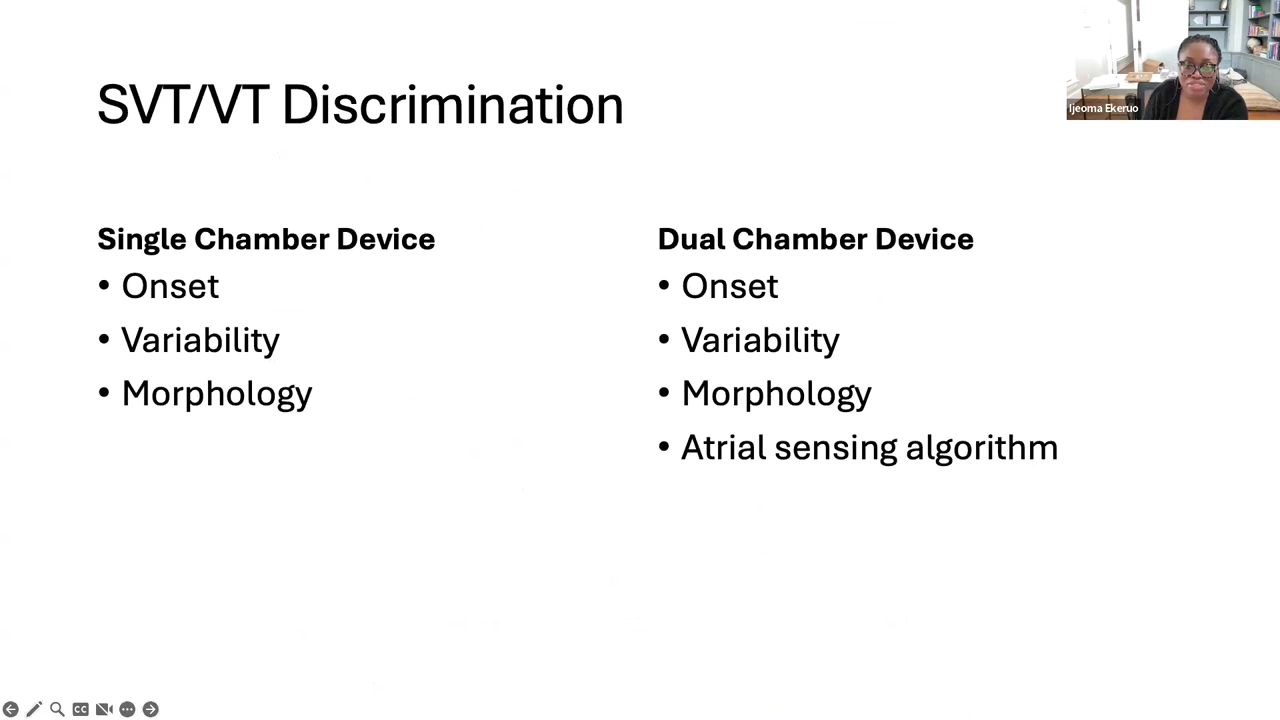 SVT/VT Discrimination
Ijeoma Ekeruo
Single Chamber Device
• Onset
• Variability
• Morphology
Dual Chamber Device
• Onset
• Variability
• Morphology
• Atrial sensing algorithm
CC